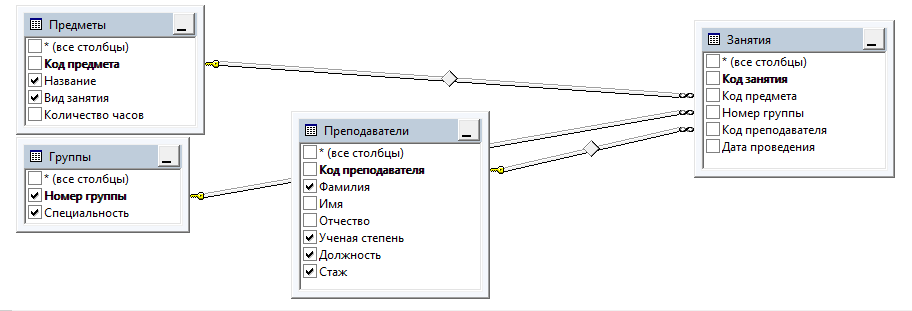 Предметы
* (все столбцы)
Код предмета
Название
Вид занятия
Количество часов
Группы
* (все столбцы)
Номер группы
Специальность
Преподаватели
* (все столбцы)
Код преподавателя
Фамилия
Имя
Отчество
Ученая степень
Должность
Стаж
Занятия
* (все столбцы)
Код занятия
Код предмета
Номер группы
Код преподавателя
Дата проведения